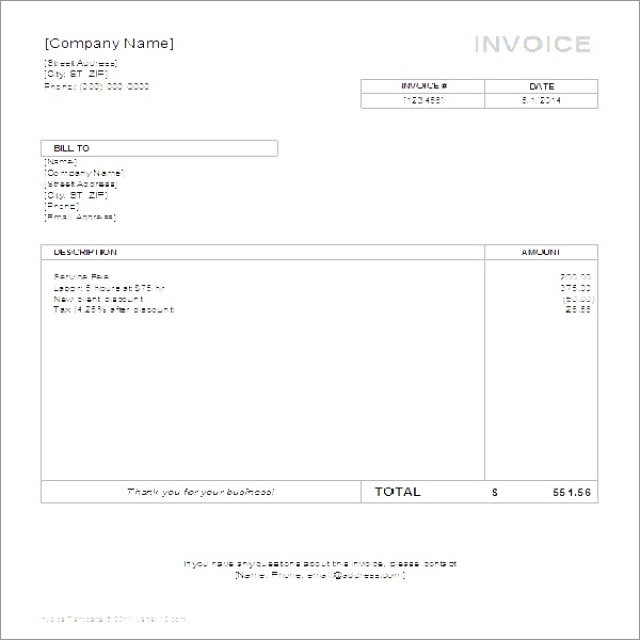 [Company Name]
INVOICE
[Street Address]
[City, ST ZIP]
Phone: (000) 000-0000
INVOICE # DATE
[123456] 5/1/2014
BILL TO
[Name]
[Company Name]
[Street Address]
[City, ST ZIP]
[Phone]
[Email Address]
DESCRIPTION AMOUNT
Service Fee 200.00
Labor: 5 hours at $75/hr 375.00
New client discount (50.00)
Tax (4.25% after discount) 26.56
Thank you for your business! TOTAL $ 551.56
If you have any questions about this invoice, please contact
[Name, Phone, email@address.com]
Invoice Template